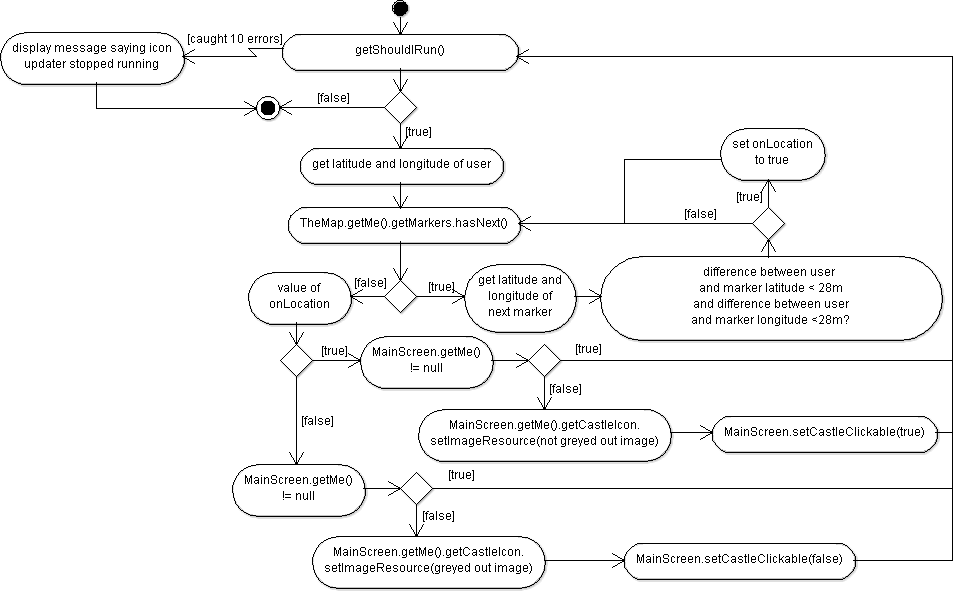 display message saying icon
updater stopped running
[caught 10 errors]
getShouldIRun()
[false]
[true]
get latitude and longitude of user
set onLocation
to true
[true]
[false]
TheMap.getMe().getMarkers.hasNext()
value of
onLocation
[false]
[true]
get latitude and
longitude of
next marker
difference between user
and marker latitude < 28m
and difference between user
and marker longitude <28m?
[true]
MainScreen.getMe()
!= null
[true]
[false]
[false]
MainScreen.getMe().getCastleIcon.
setImageResource(not greyed out image)
MainScreen.setCastleClickable(true)
MainScreen.getMe()
!= null
[true]
[false]
MainScreen.getMe().getCastleIcon.
setImageResource(greyed out image)
MainScreen.setCastleClickable(false)